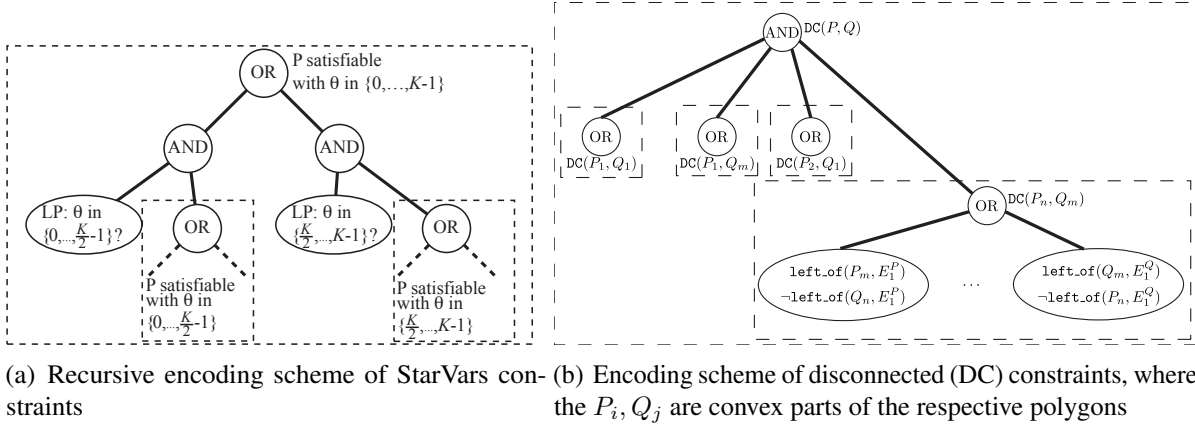 OR
P satisfiable
with θ in {0,...,K-1}
AND
AND
LP: θ in
{0,...,K/2-1}?
OR
LP: θ in
{K/2,...,K-1}?
OR
P satisfiable
with θ in
{0,...,K/2-1}
P satisfiable
with θ in
{K/2,...,K-1}
(a) Recursive encoding scheme of StarVars con-
straints
AND
DC(P, Q)
OR
DC(P₁, Q₁)
OR
DC(P₁, Qₘ)
OR
DC(P₂, Q₁)
OR
DC(Pₙ, Qₘ)
left_of(Pₘ, E₁ᴾ)
¬left_of(Qₙ, E₁ᴾ)
...
left_of(Qₘ, E₁^Q)
¬left_of(Pₙ, E₁^Q)
(b) Encoding scheme of disconnected (DC) constraints, where
the Pᵢ, Qⱼ are convex parts of the respective polygons